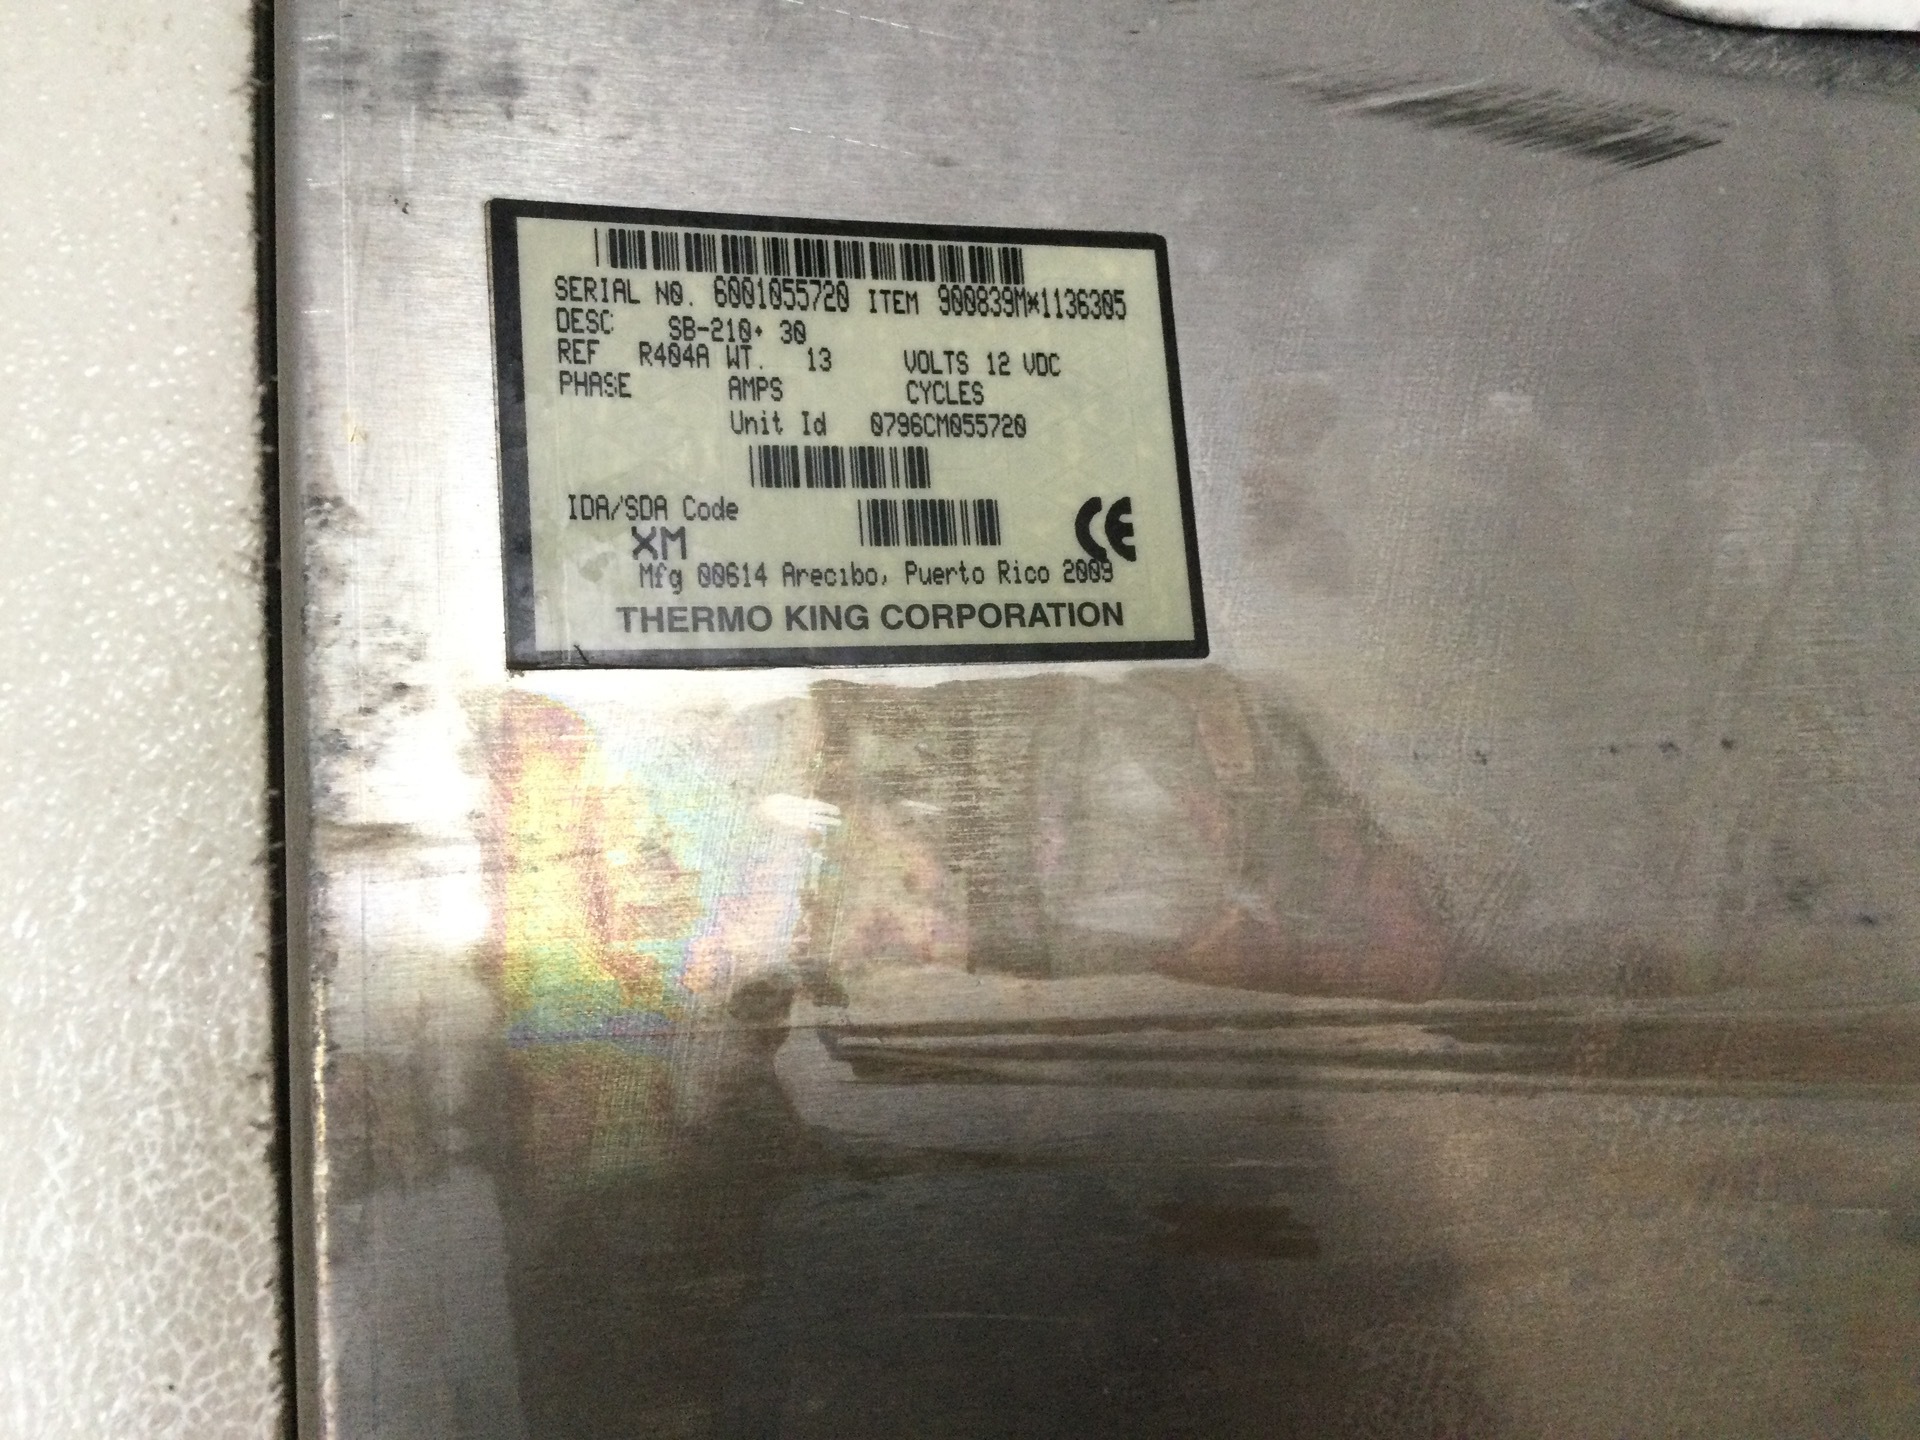 SERIAL NO. 6001055720 ITEM 900839M*1136305
DESC SB-210+ 30
REF R404A WT. 13 VOLTS 12 VDC
PHASE AMPS CYCLES
Unit Id 0796CM055720
IDA/SDA Code
XM
CE
Mfg 00614 Arecibo, Puerto Rico 2009
THERMO KING CORPORATION